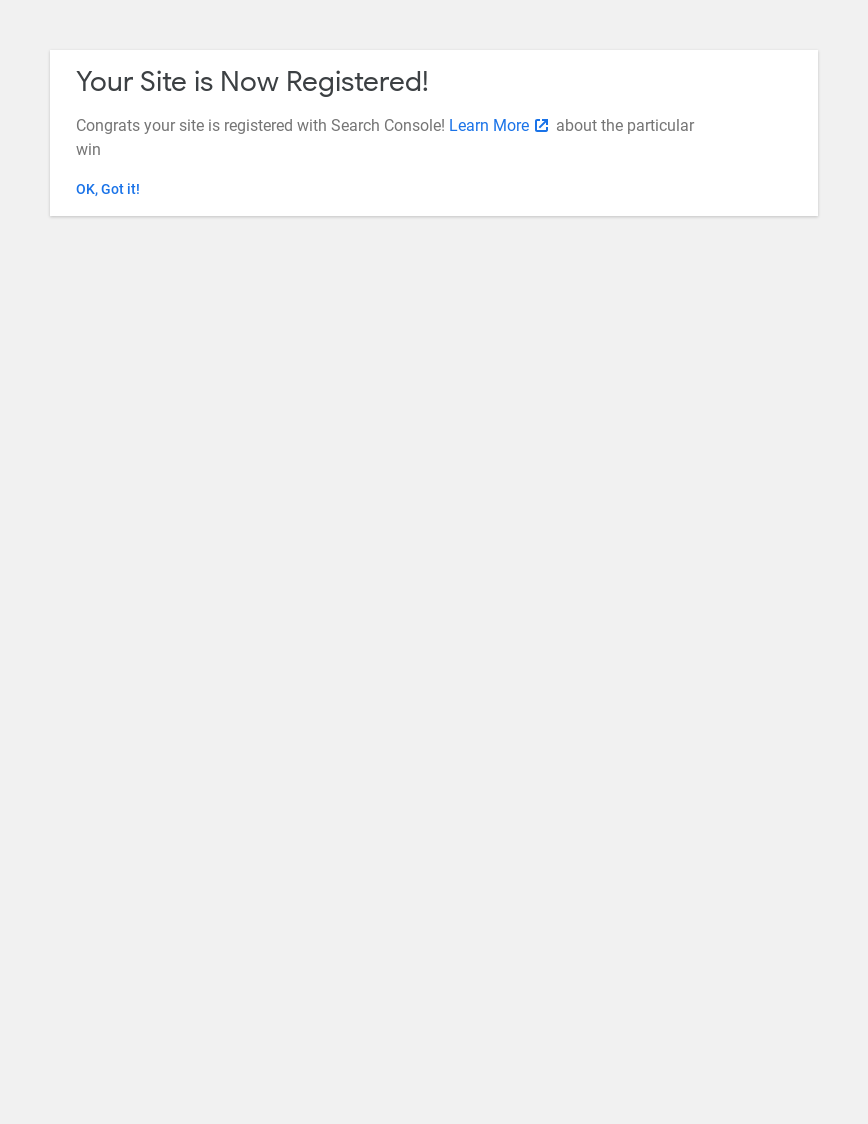 Your Site is Now Registered!
Congrats your site is registered with Search Console! Learn More about the particular
win
OK, Got it!